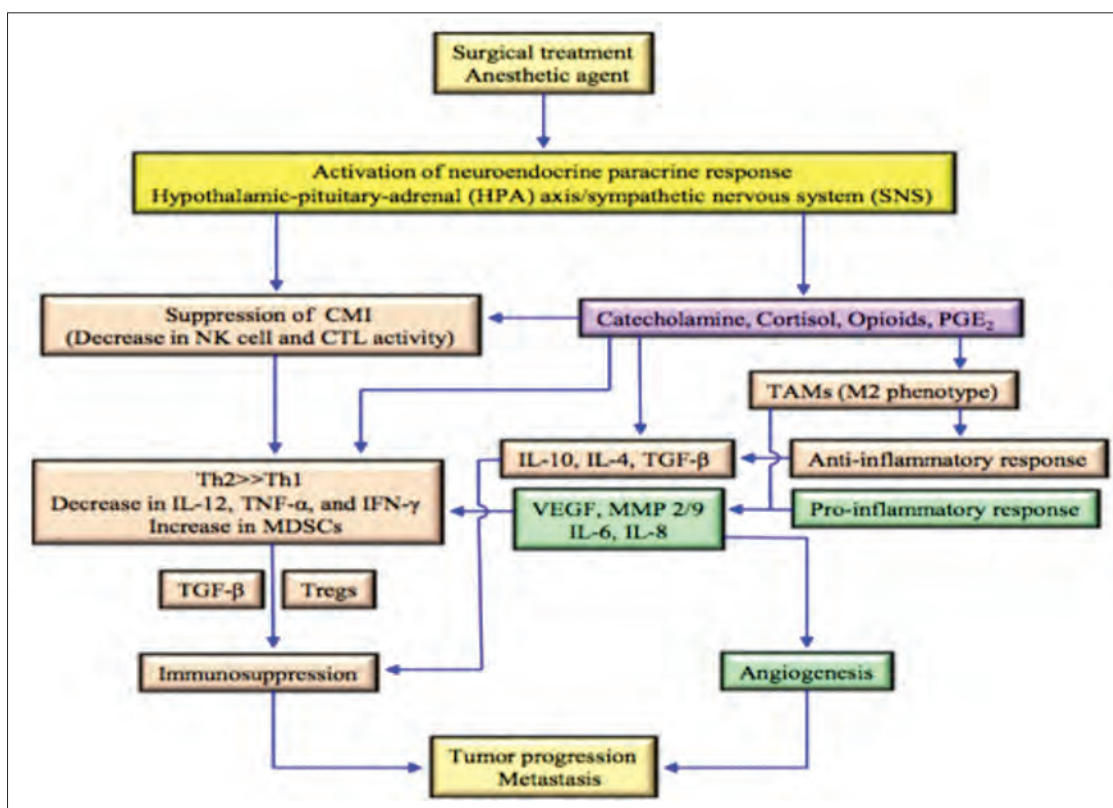 Surgical treatment
Anesthetic agent
Activation of neuroendocrine paracrine response
Hypothalamic-pituitary-adrenal (HPA) axis/sympathetic nervous system (SNS)
Suppression of CMI
(Decrease in NK cell and CTL activity)
Catecholamine, Cortisol, Opioids, PGE₂
TAMs (M2 phenotype)
IL-10, IL-4, TGF-β
Anti-inflammatory response
Th2>>Th1
Decrease in IL-12, TNF-α, and IFN-γ
Increase in MDSCs
VEGF, MMP 2/9
IL-6, IL-8
Pro-inflammatory response
TGF-β
Tregs
Immunosuppression
Angiogenesis
Tumor progression
Metastasis